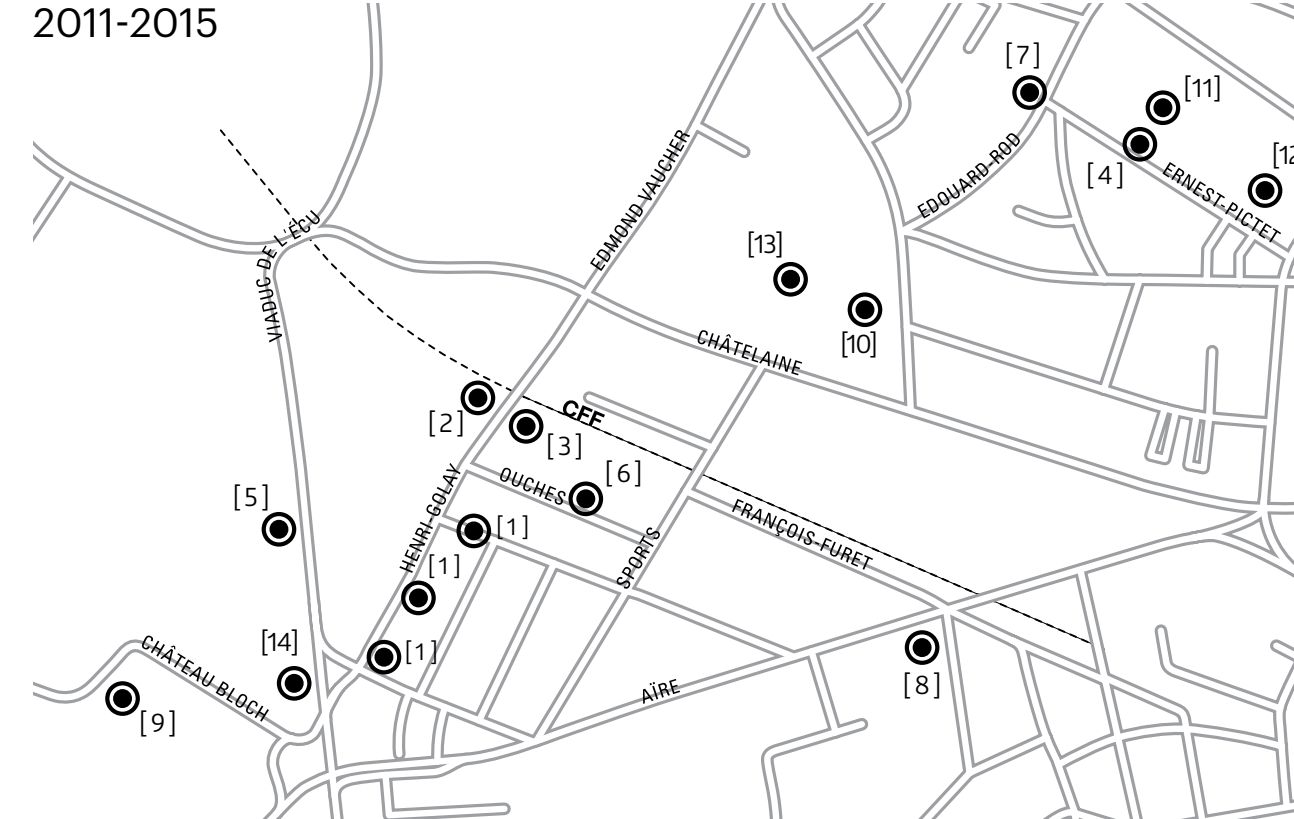 2011-2015
[7]
[11]
[4]
[12
EDOUARD-ROD
ERNEST-PICTET
EDMOND VAUCHER
VIADUC DE L'ÉCU
[13]
[10]
CHÂTELAINE
[2]
CFF
[3]
[6]
OUCHES
HENRI-GOLAY
[5]
[1]
SPORTS
FRANÇOIS-FURET
[1]
[14]
[1]
CHÂTEAU BLOCH
[9]
AÏRE
[8]